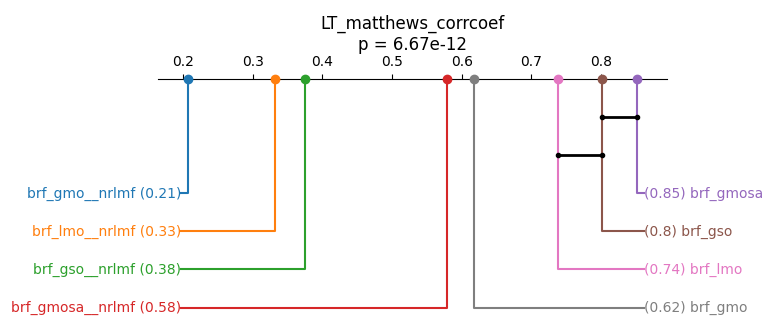 LT_matthews_corrcoef
p = 6.67e-12
0.2 0.3 0.4 0.5 0.6 0.7 0.8
brf_gmo__nrlmf (0.21) (0.85) brf_gmosa
brf_lmo__nrlmf (0.33) (0.8) brf_gso
brf_gso__nrlmf (0.38) (0.74) brf_lmo
brf_gmosa__nrlmf (0.58) (0.62) brf_gmo